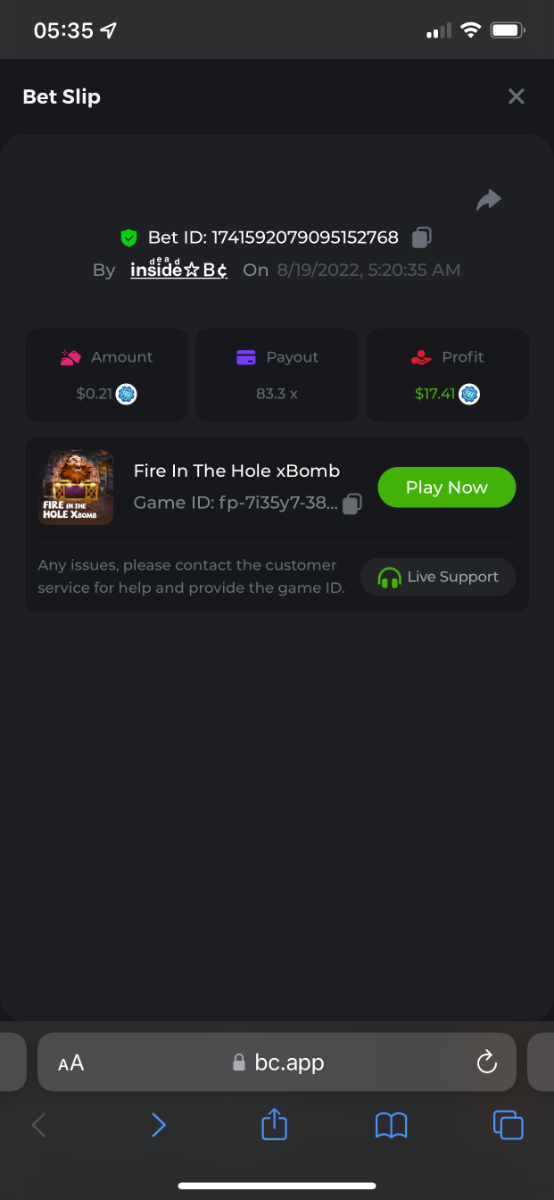 05:35
Bet Slip
Bet ID: 1741592079095152768
By insͩiͤdͣeͩ☆B¢ On 8/19/2022, 5:20:35 AM
Amount
Payout
Profit
$0.21
83.3 x
$17.41
Fire In The Hole xBomb
Game ID: fp-7i35y7-38...
Play Now
FIRE IN THE
HOLE XBOMB
Any issues, please contact the customer
service for help and provide the game ID.
Live Support
AA
bc.app